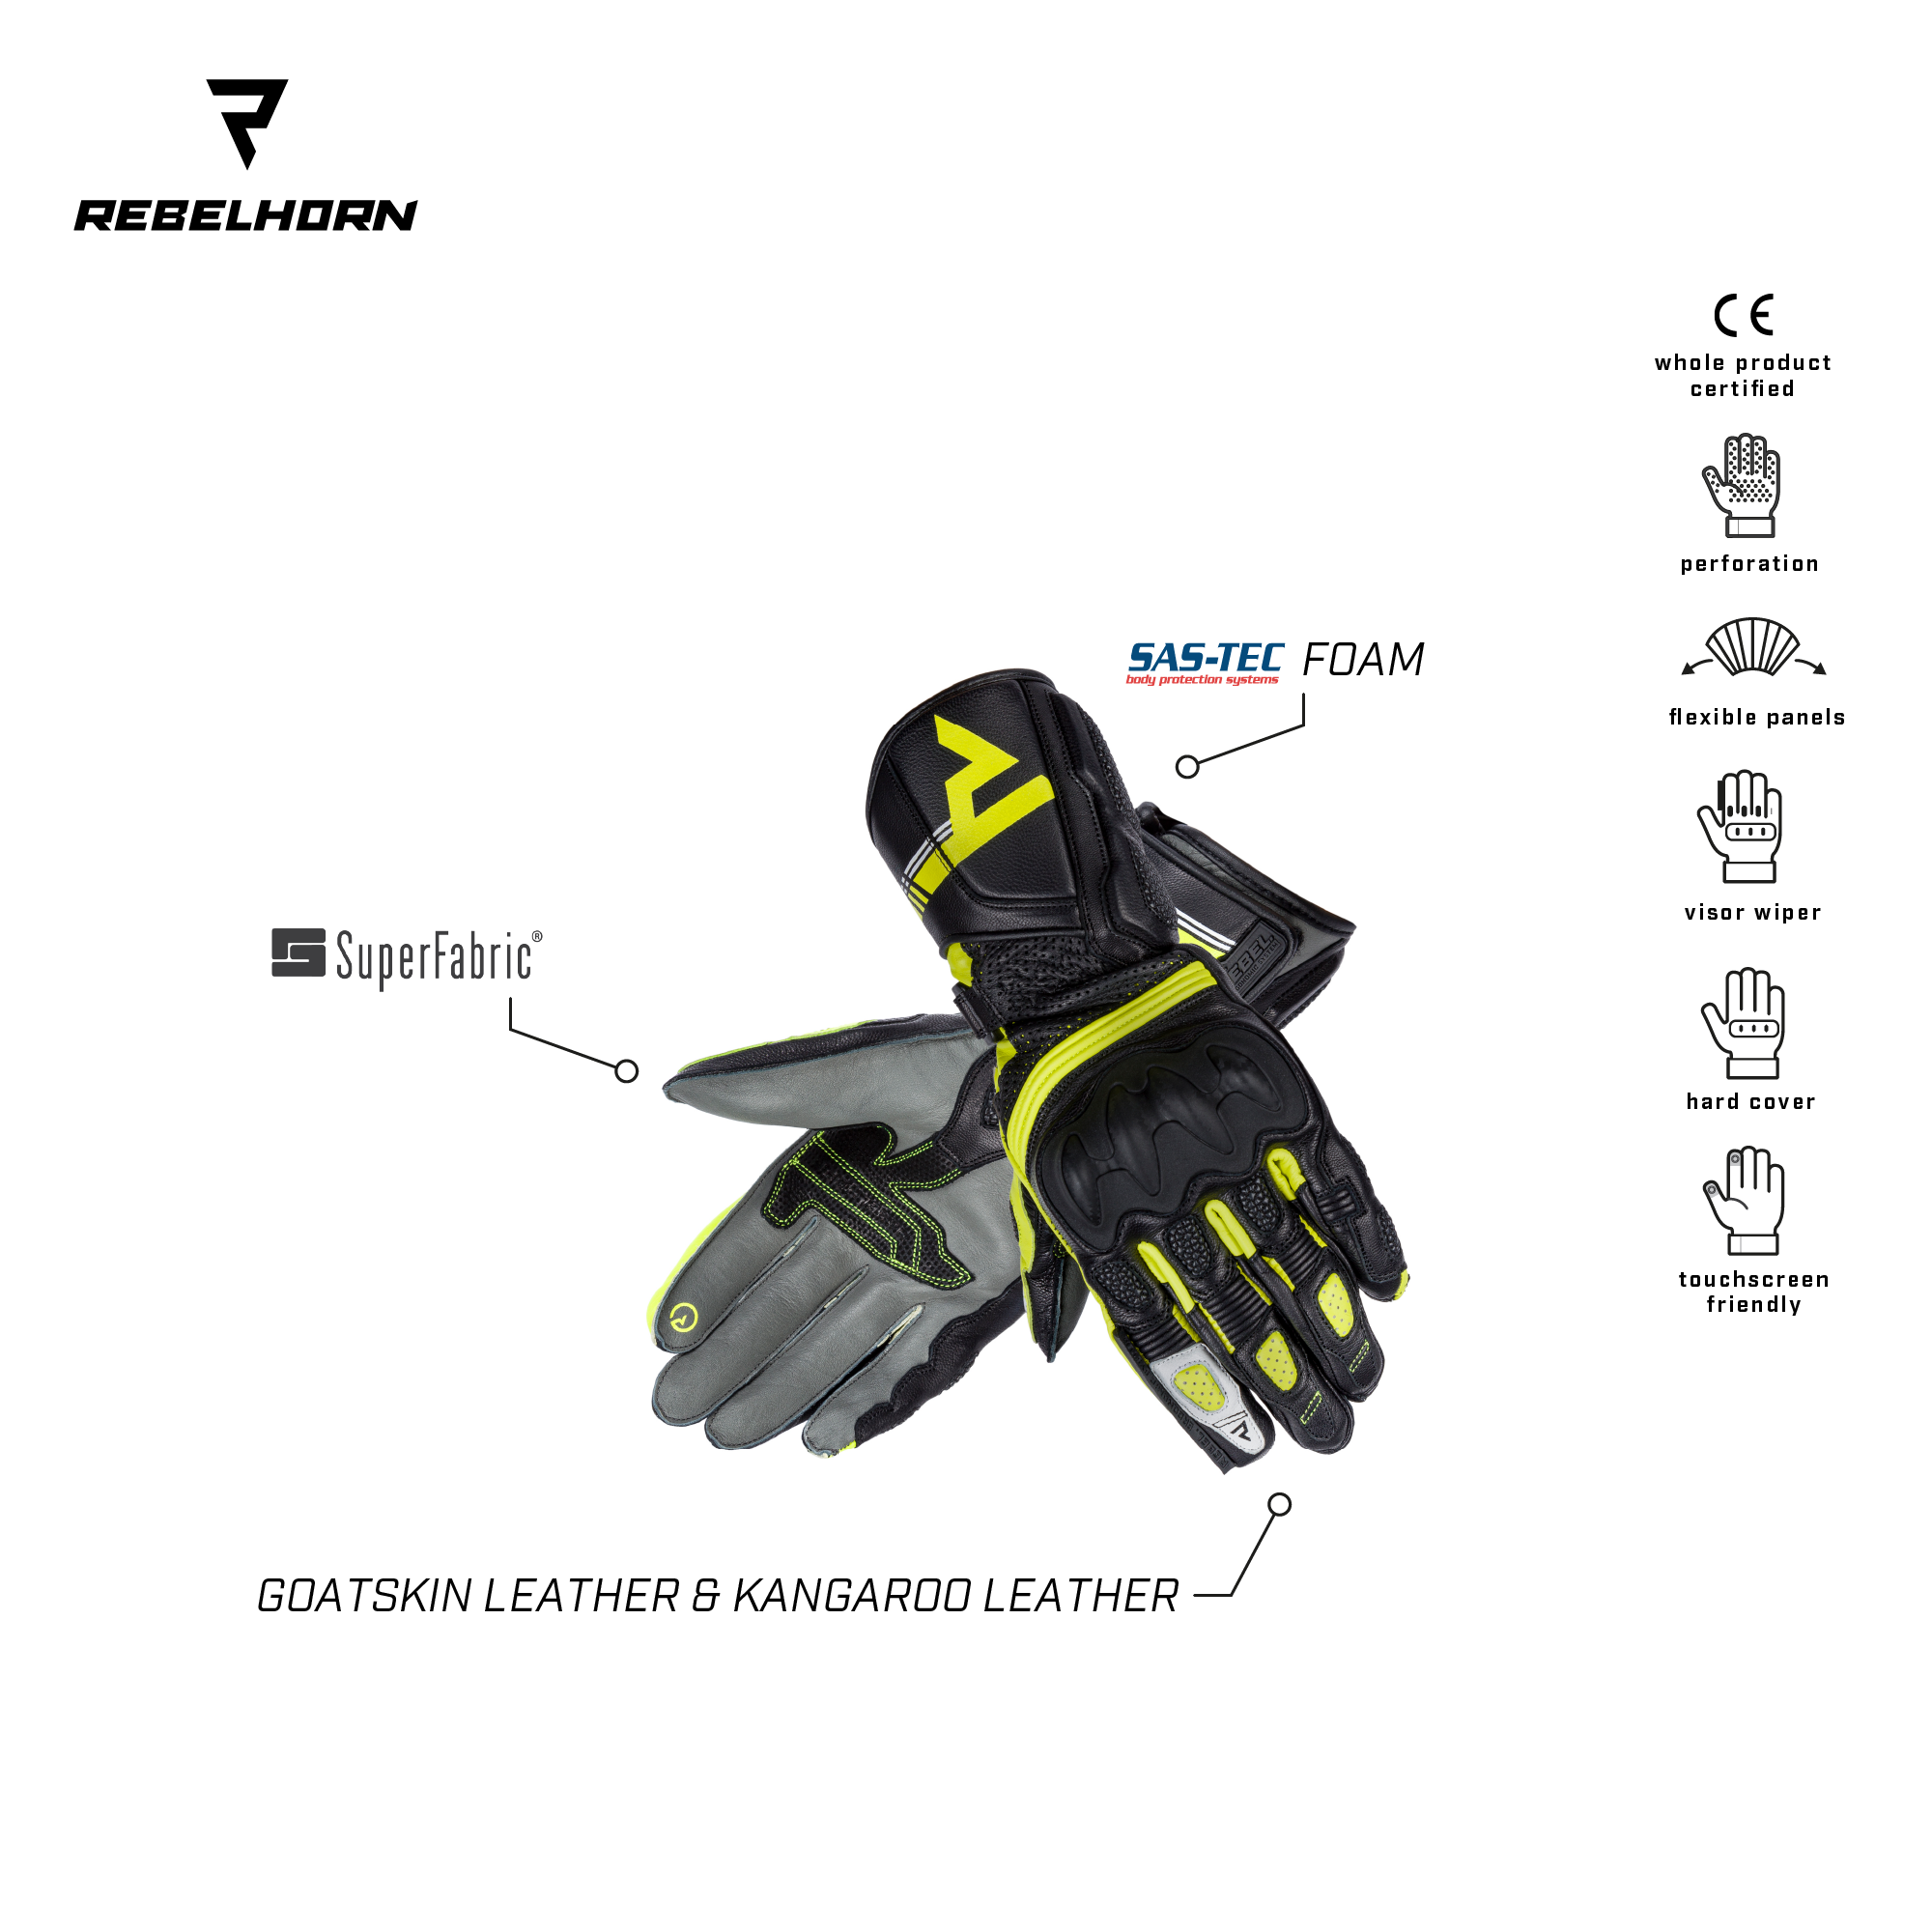 REBELHORN
CE
whole product
certified
perforation
flexible panels
visor wiper
hard cover
touchscreen
friendly
SAS-TEC FOAM
body protection systems
SuperFabric®
GOATSKIN LEATHER & KANGAROO LEATHER